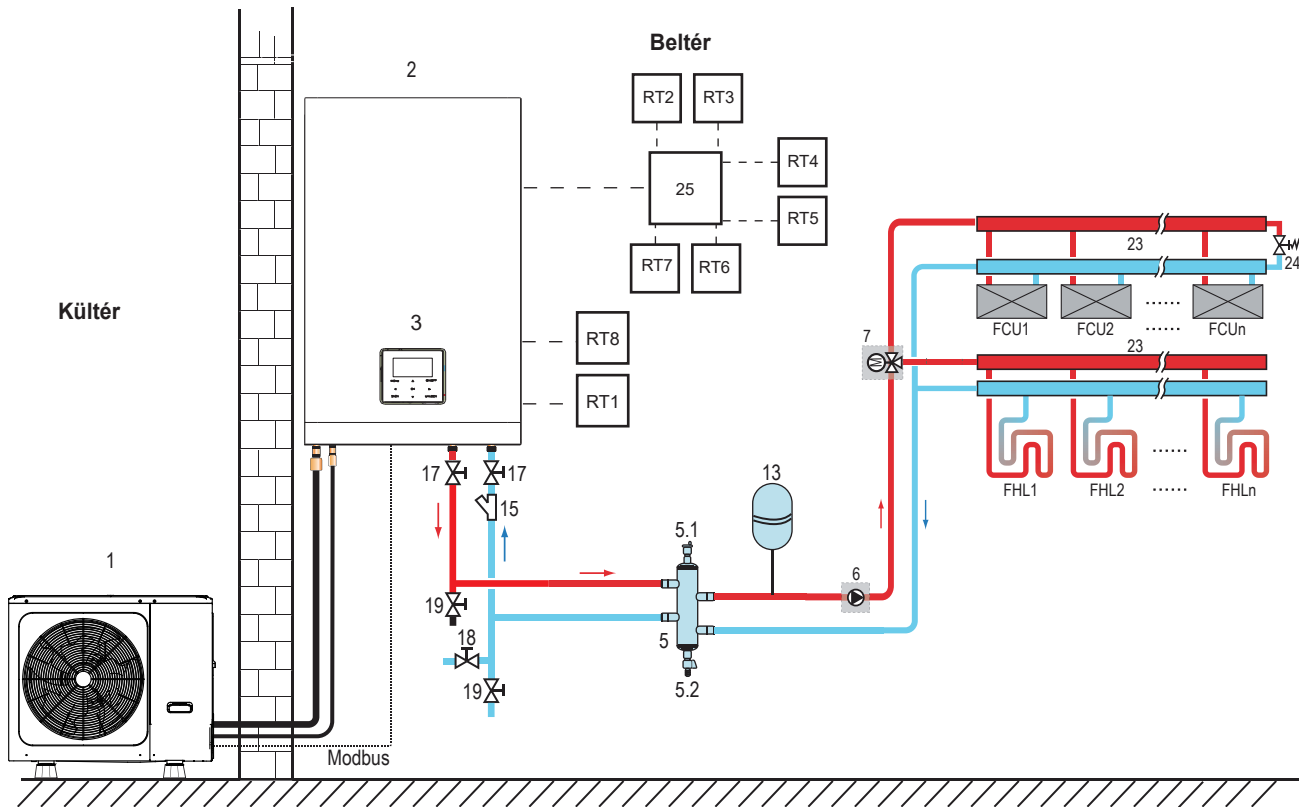 Beltér
2
RT2
RT3
RT4
25
RT5
RT7
RT6
23
24
Kültér
FCU1
FCU2
......
......
FCUn
3
RT8
7
23
RT1
17
17
15
13
FHL1
FHL2
......
......
FHLn
5.1
1
6
19
18
5
19
5.2
Modbus